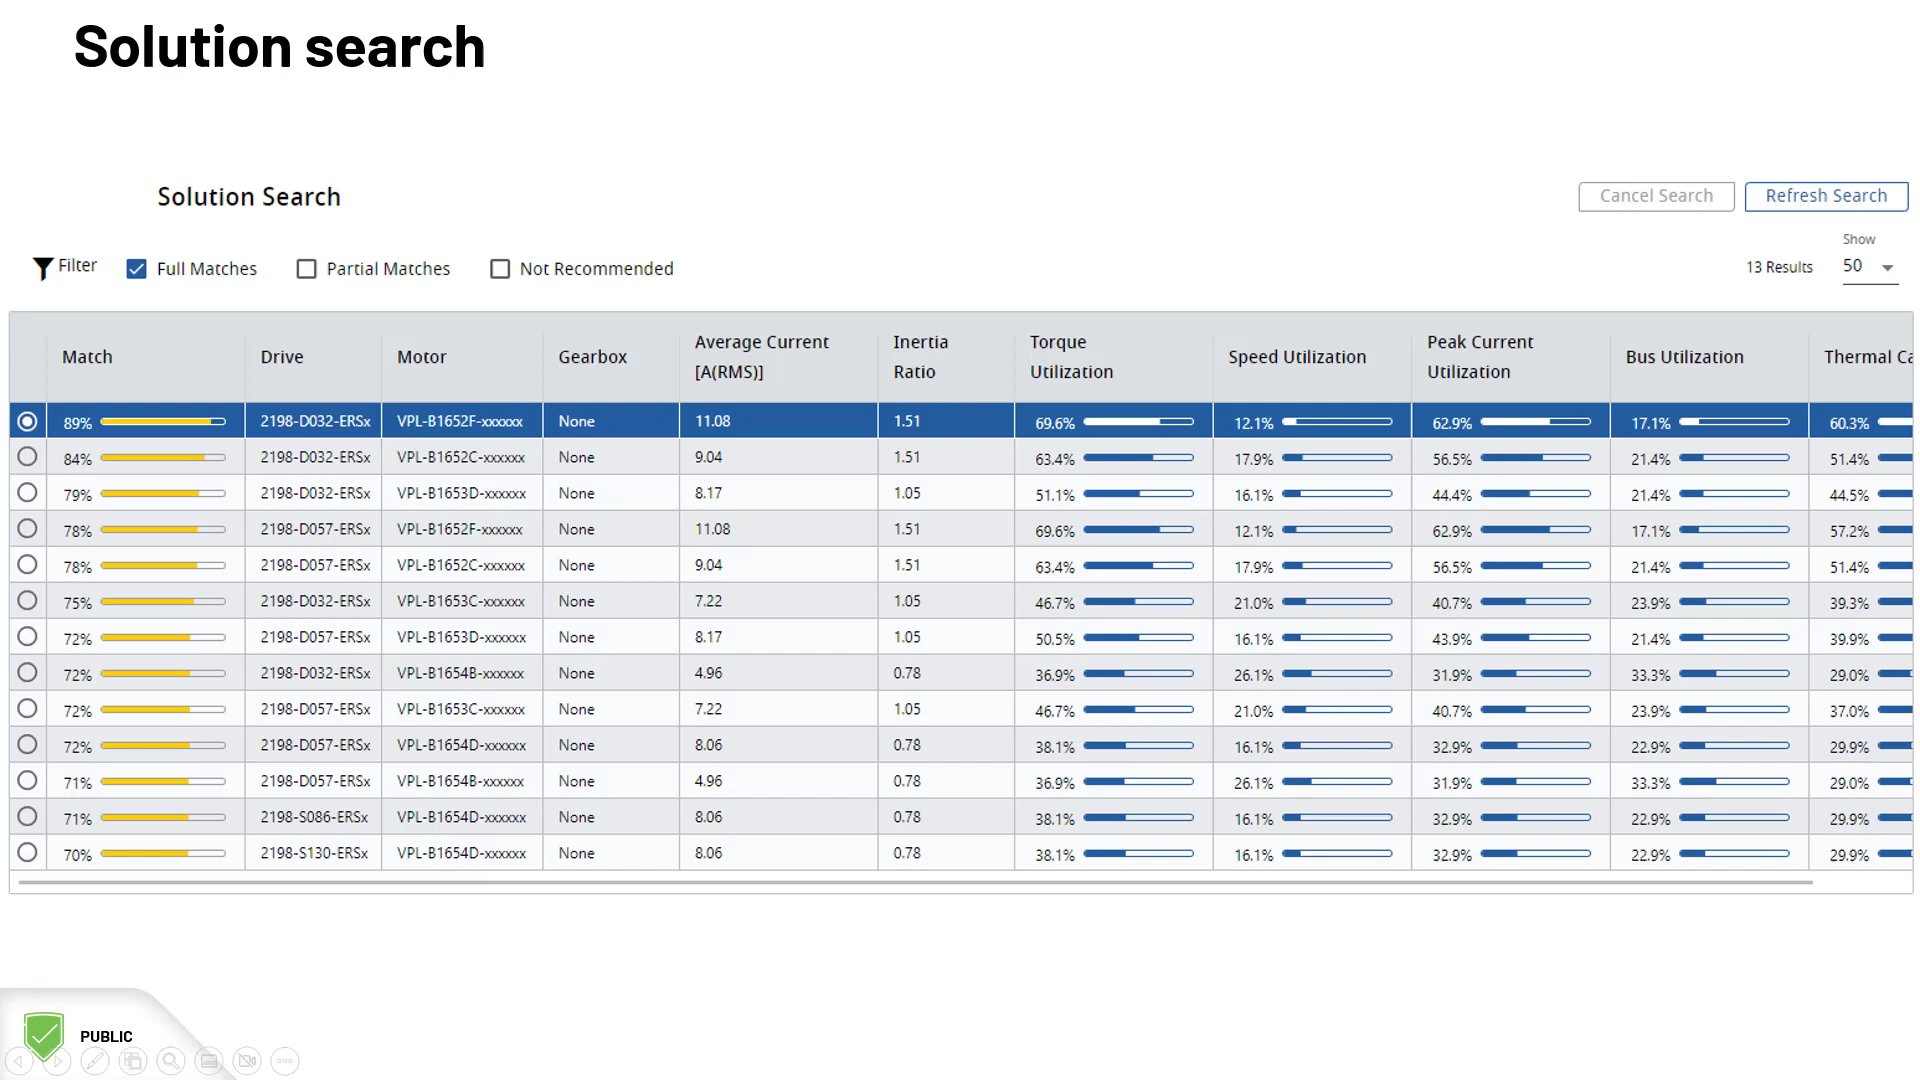 Solution search
Solution Search
Cancel Search
Refresh Search
Show
Filter
Full Matches
Partial Matches
Not Recommended
13 Results
50
Match Drive Motor Gearbox Average Current [A(RMS)] Inertia Ratio Torque Utilization Speed Utilization Peak Current Utilization Bus Utilization Thermal Ca
89% 2198-D032-ERSx VPL-B1652F-xxxxxx None 11.08 1.51 69.6% 12.1% 62.9% 17.1% 60.3%
84% 2198-D032-ERSx VPL-B1652C-xxxxxx None 9.04 1.51 63.4% 17.9% 56.5% 21.4% 51.4%
79% 2198-D032-ERSx VPL-B1653D-xxxxxx None 8.17 1.05 51.1% 16.1% 44.4% 21.4% 44.5%
78% 2198-D057-ERSx VPL-B1652F-xxxxxx None 11.08 1.51 69.6% 12.1% 62.9% 17.1% 57.2%
78% 2198-D057-ERSx VPL-B1652C-xxxxxx None 9.04 1.51 63.4% 17.9% 56.5% 21.4% 51.4%
75% 2198-D032-ERSx VPL-B1653C-xxxxxx None 7.22 1.05 46.7% 21.0% 40.7% 23.9% 39.3%
72% 2198-D057-ERSx VPL-B1653D-xxxxxx None 8.17 1.05 50.5% 16.1% 43.9% 21.4% 39.9%
72% 2198-D032-ERSx VPL-B1654B-xxxxxx None 4.96 0.78 36.9% 26.1% 31.9% 33.3% 29.0%
72% 2198-D057-ERSx VPL-B1653C-xxxxxx None 7.22 1.05 46.7% 21.0% 40.7% 23.9% 37.0%
72% 2198-D057-ERSx VPL-B1654D-xxxxxx None 8.06 0.78 38.1% 16.1% 32.9% 22.9% 29.9%
71% 2198-D057-ERSx VPL-B1654B-xxxxxx None 4.96 0.78 36.9% 26.1% 31.9% 33.3% 29.0%
71% 2198-S086-ERSx VPL-B1654D-xxxxxx None 8.06 0.78 38.1% 16.1% 32.9% 22.9% 29.9%
70% 2198-S130-ERSx VPL-B1654D-xxxxxx None 8.06 0.78 38.1% 16.1% 32.9% 22.9% 29.9%
PUBLIC